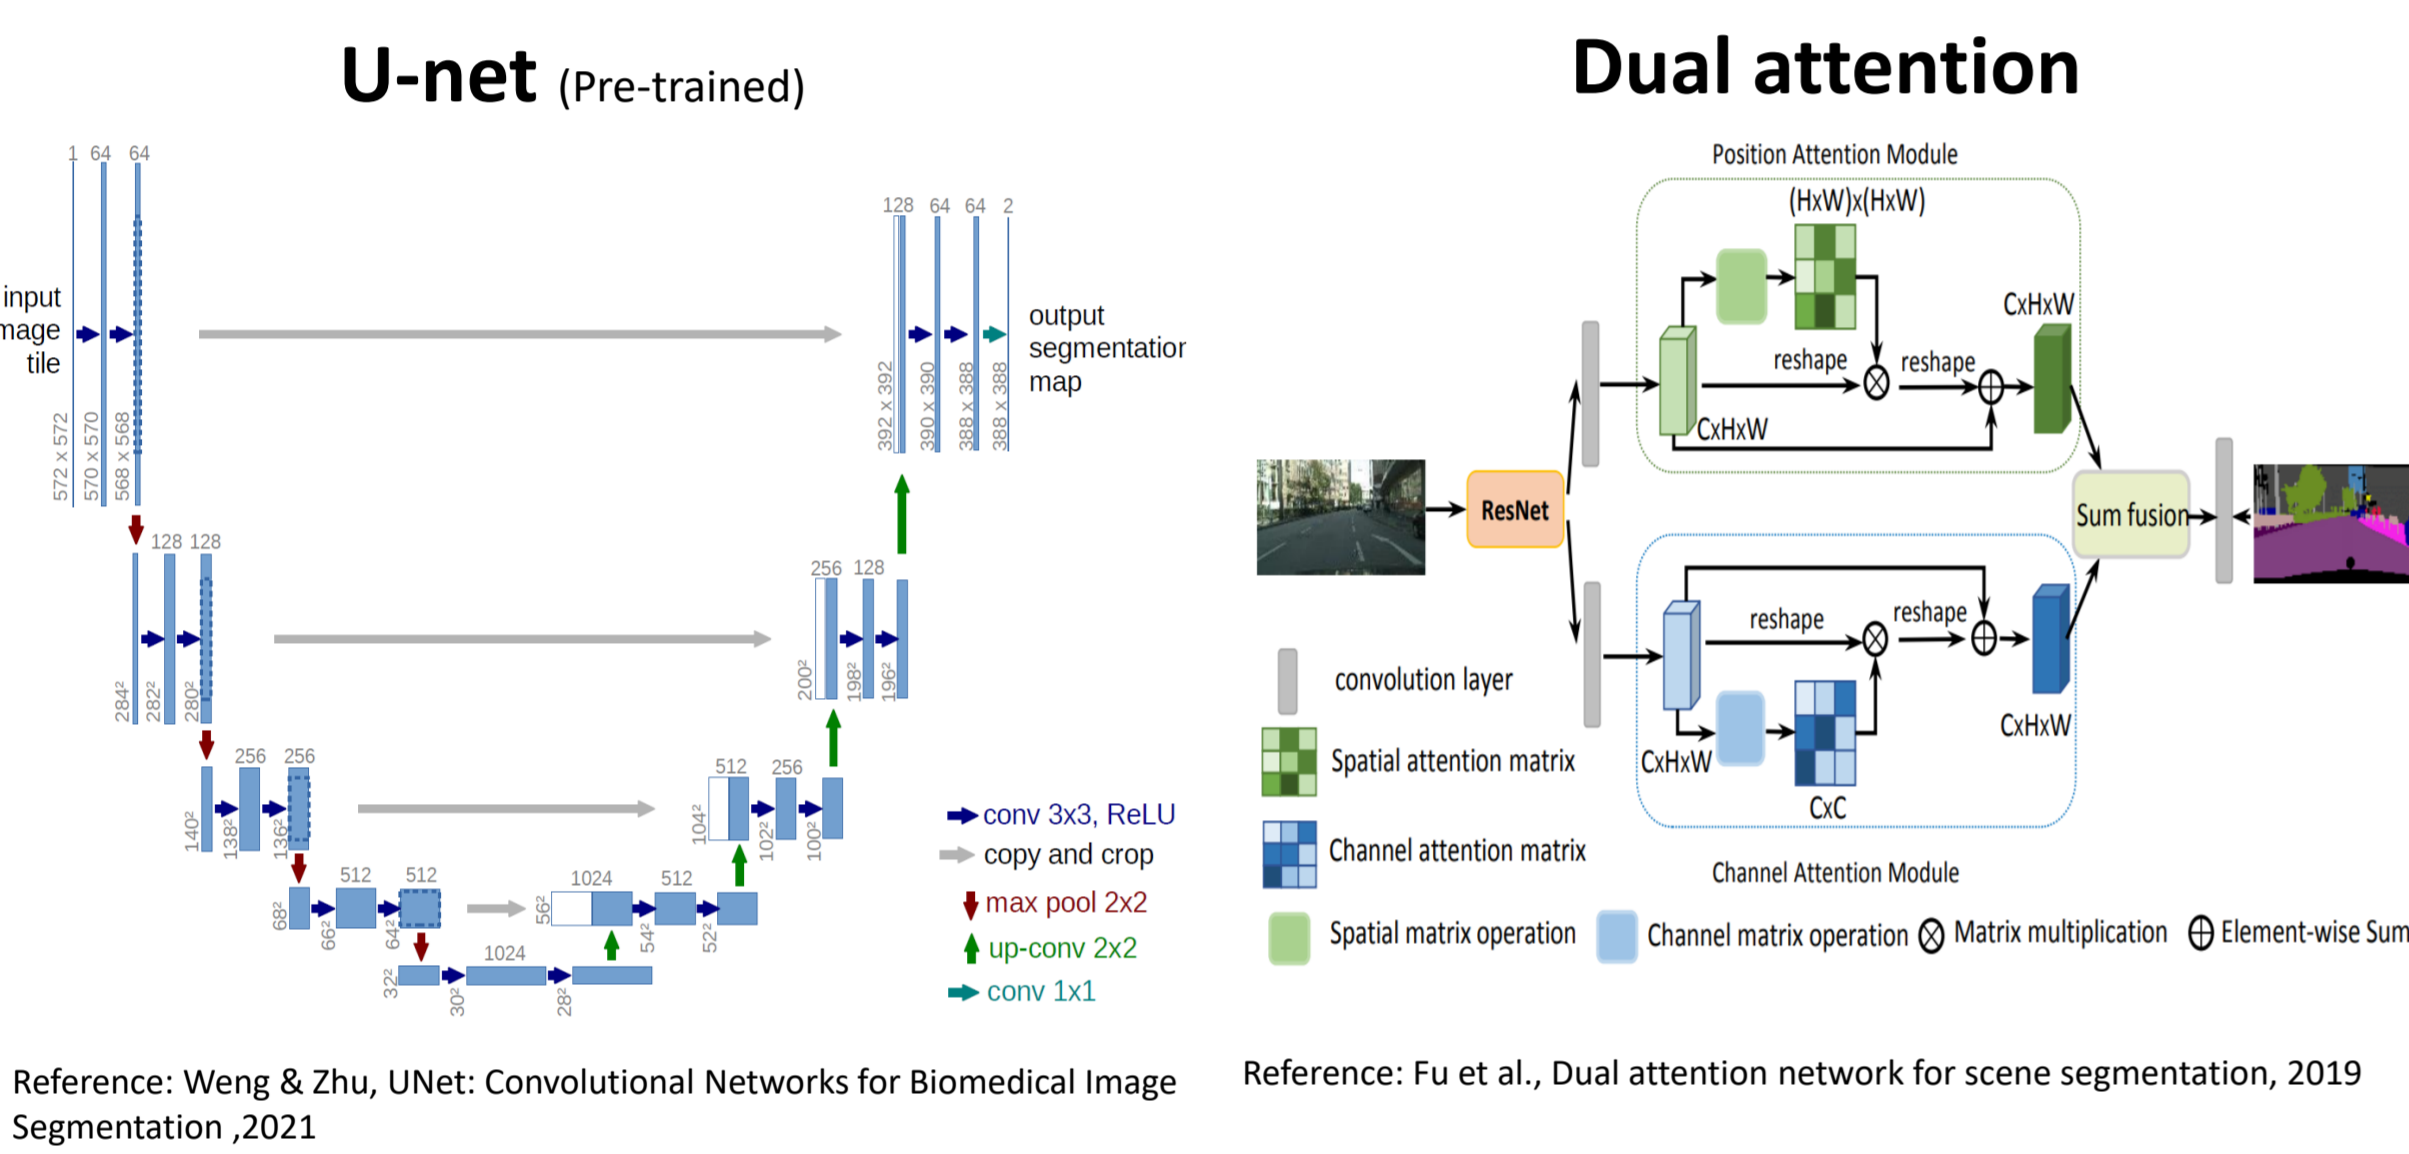 U-net (Pre-trained)
1 64 64
input
mage
tile
572 x 572
570 x 570
568 x 568
128 64 64 2
392 x 392
390 x 390
388 x 388
388 x 388
output
segmentation
map
128 128
284²
282²
280²
256 128
200²
198²
196²
256 256
140²
138²
136²
512 256
104²
102²
100²
512 512
68²
66²
64²
1024 512
56²
54²
52²
1024
32²
30²
28²
conv 3x3, ReLU
copy and crop
max pool 2x2
up-conv 2x2
conv 1x1
Reference: Weng & Zhu, UNet: Convolutional Networks for Biomedical Image
Segmentation ,2021
Dual attention
Position Attention Module
(HxW)x(HxW)
CxHxW
reshape
reshape
CxHxW
ResNet
Sum fusion
reshape
reshape
CxHxW
CxHxW
CxC
Channel Attention Module
convolution layer
Spatial attention matrix
Channel attention matrix
Spatial matrix operation
Channel matrix operation
Matrix multiplication
Element-wise Sum
Reference: Fu et al., Dual attention network for scene segmentation, 2019